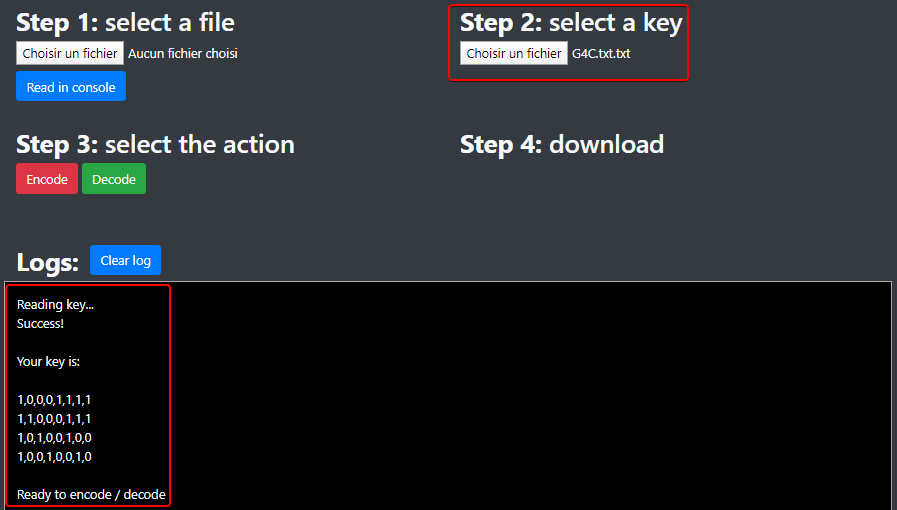 Step 1: select a file
Choisir un fichier Aucun fichier choisi
Read in console
Step 2: select a key
Choisir un fichier G4C.txt.txt
Step 3: select the action
Encode Decode
Step 4: download
Logs: Clear log
Reading key...
Success!
Your key is:
1,0,0,0,1,1,1,1
1,1,0,0,0,1,1,1
1,0,1,0,0,1,0,0
1,0,0,1,0,0,1,0
Ready to encode / decode